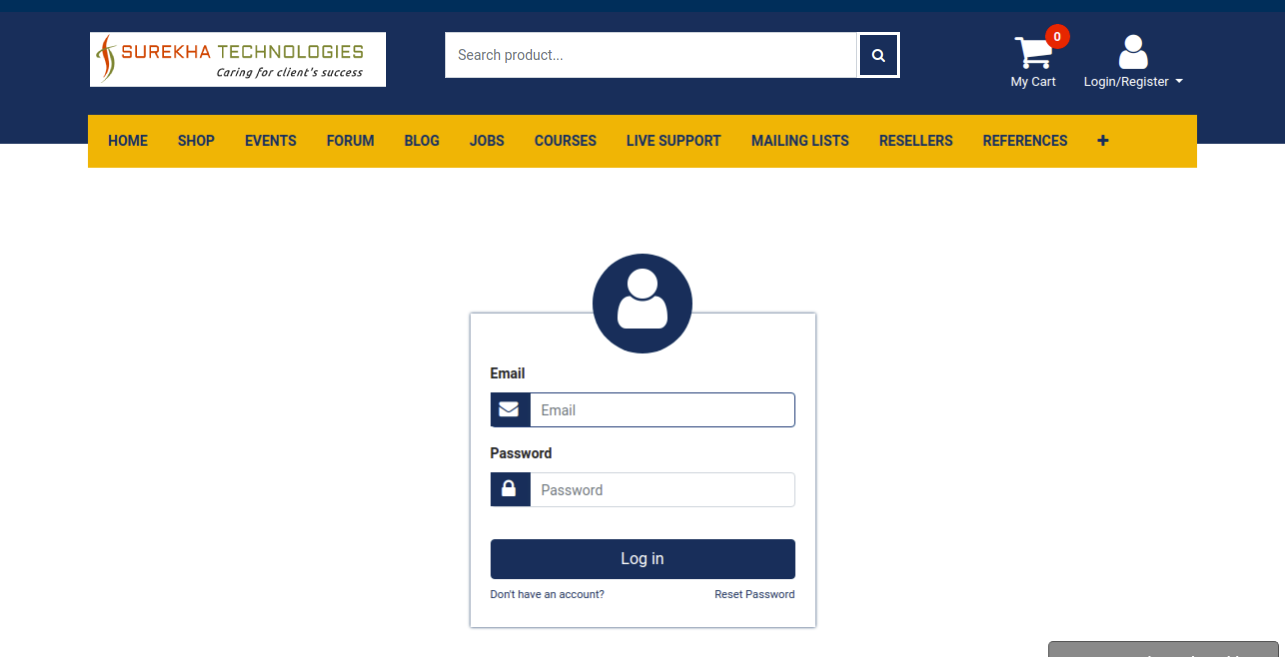 SUREKHA TECHNOLOGIES
Caring for client's success
Search product...
0
My Cart
Login/Register
HOME SHOP EVENTS FORUM BLOG JOBS COURSES LIVE SUPPORT MAILING LISTS RESELLERS REFERENCES
Email
Email
Password
Password
Log in
Don't have an account? Reset Password